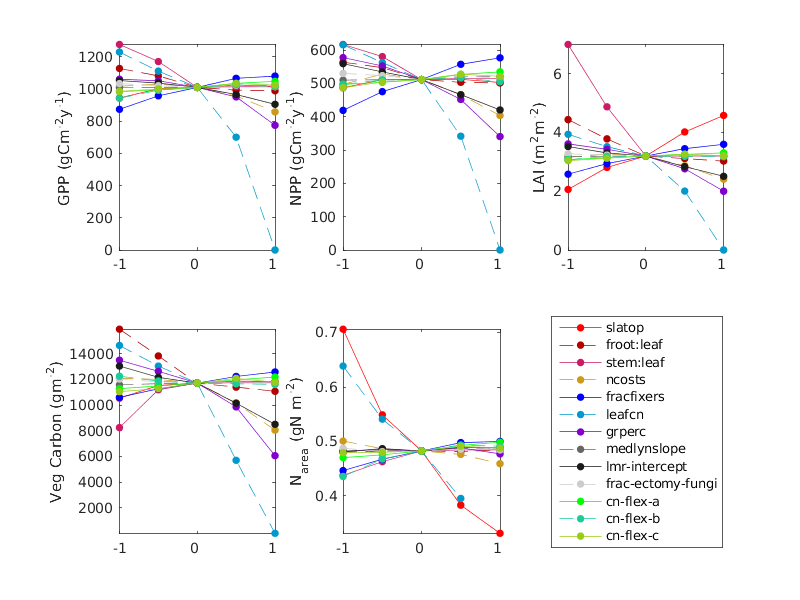 GPP (gCm⁻²y⁻¹)
1200
1000
800
600
400
200
0
-1 0 1
NPP (gCm⁻²y⁻¹)
600
500
400
300
200
100
0
-1 0 1
LAI (m²m⁻²)
6
4
2
0
-1 0 1
Veg Carbon (gm⁻²)
14000
12000
10000
8000
6000
4000
2000
-1 0 1
N_area (gN m⁻²)
0.7
0.6
0.5
0.4
-1 0 1
slatop
froot:leaf
stem:leaf
ncosts
fracfixers
leafcn
grperc
medlynslope
lmr-intercept
frac-ectomy-fungi
cn-flex-a
cn-flex-b
cn-flex-c